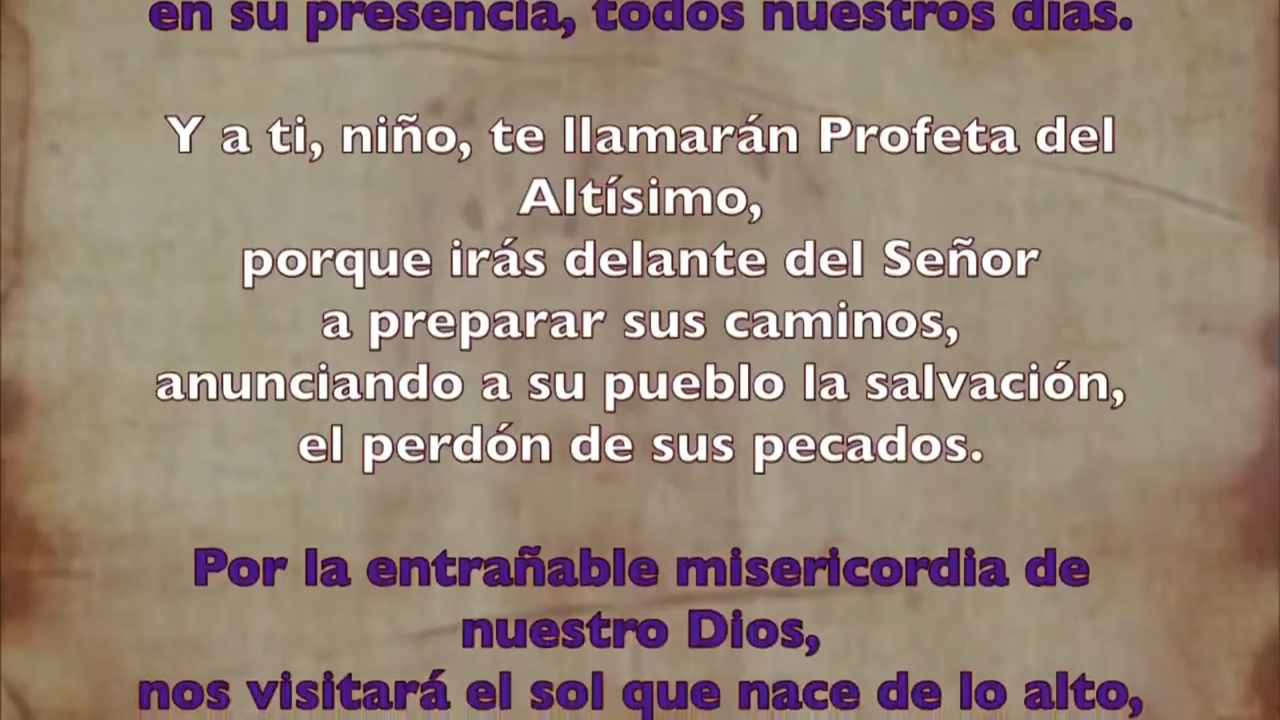 en su presencia, todos nuestros días.
Y a ti, niño, te llamarán Profeta del
Altísimo,
porque irás delante del Señor
a preparar sus caminos,
anunciando a su pueblo la salvación,
el perdón de sus pecados.
Por la entrañable misericordia de
nuestro Dios,
nos visitará el sol que nace de lo alto,